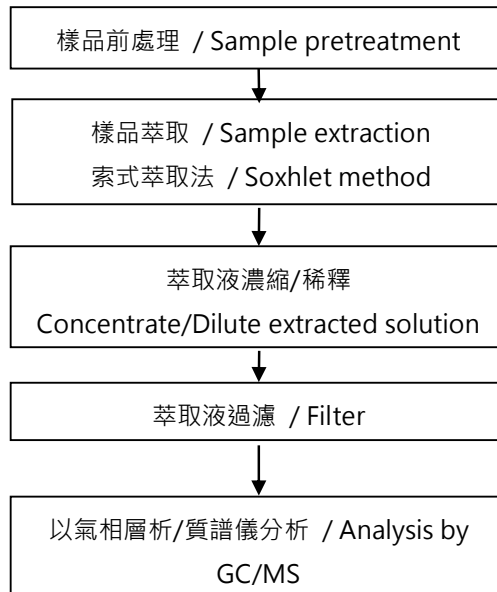 樣品前處理 / Sample pretreatment
樣品萃取 / Sample extraction
索式萃取法 / Soxhlet method
萃取液濃縮/稀釋
Concentrate/Dilute extracted solution
萃取液過濾 / Filter
以氣相層析/質譜儀分析 / Analysis by
GC/MS